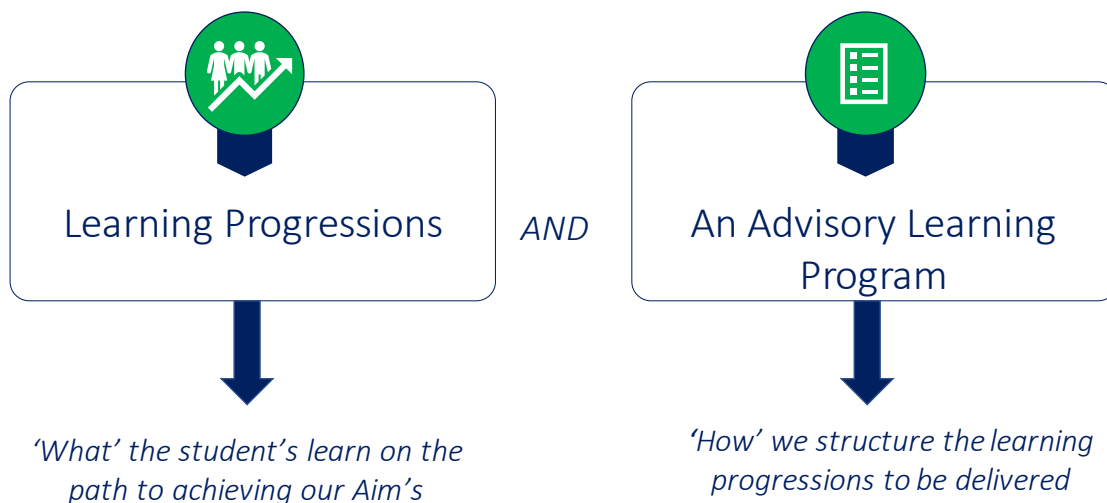 Learning Progressions
AND
An Advisory Learning
Program
‘What’ the student’s learn on the
path to achieving our Aim’s
‘How’ we structure the learning
progressions to be delivered